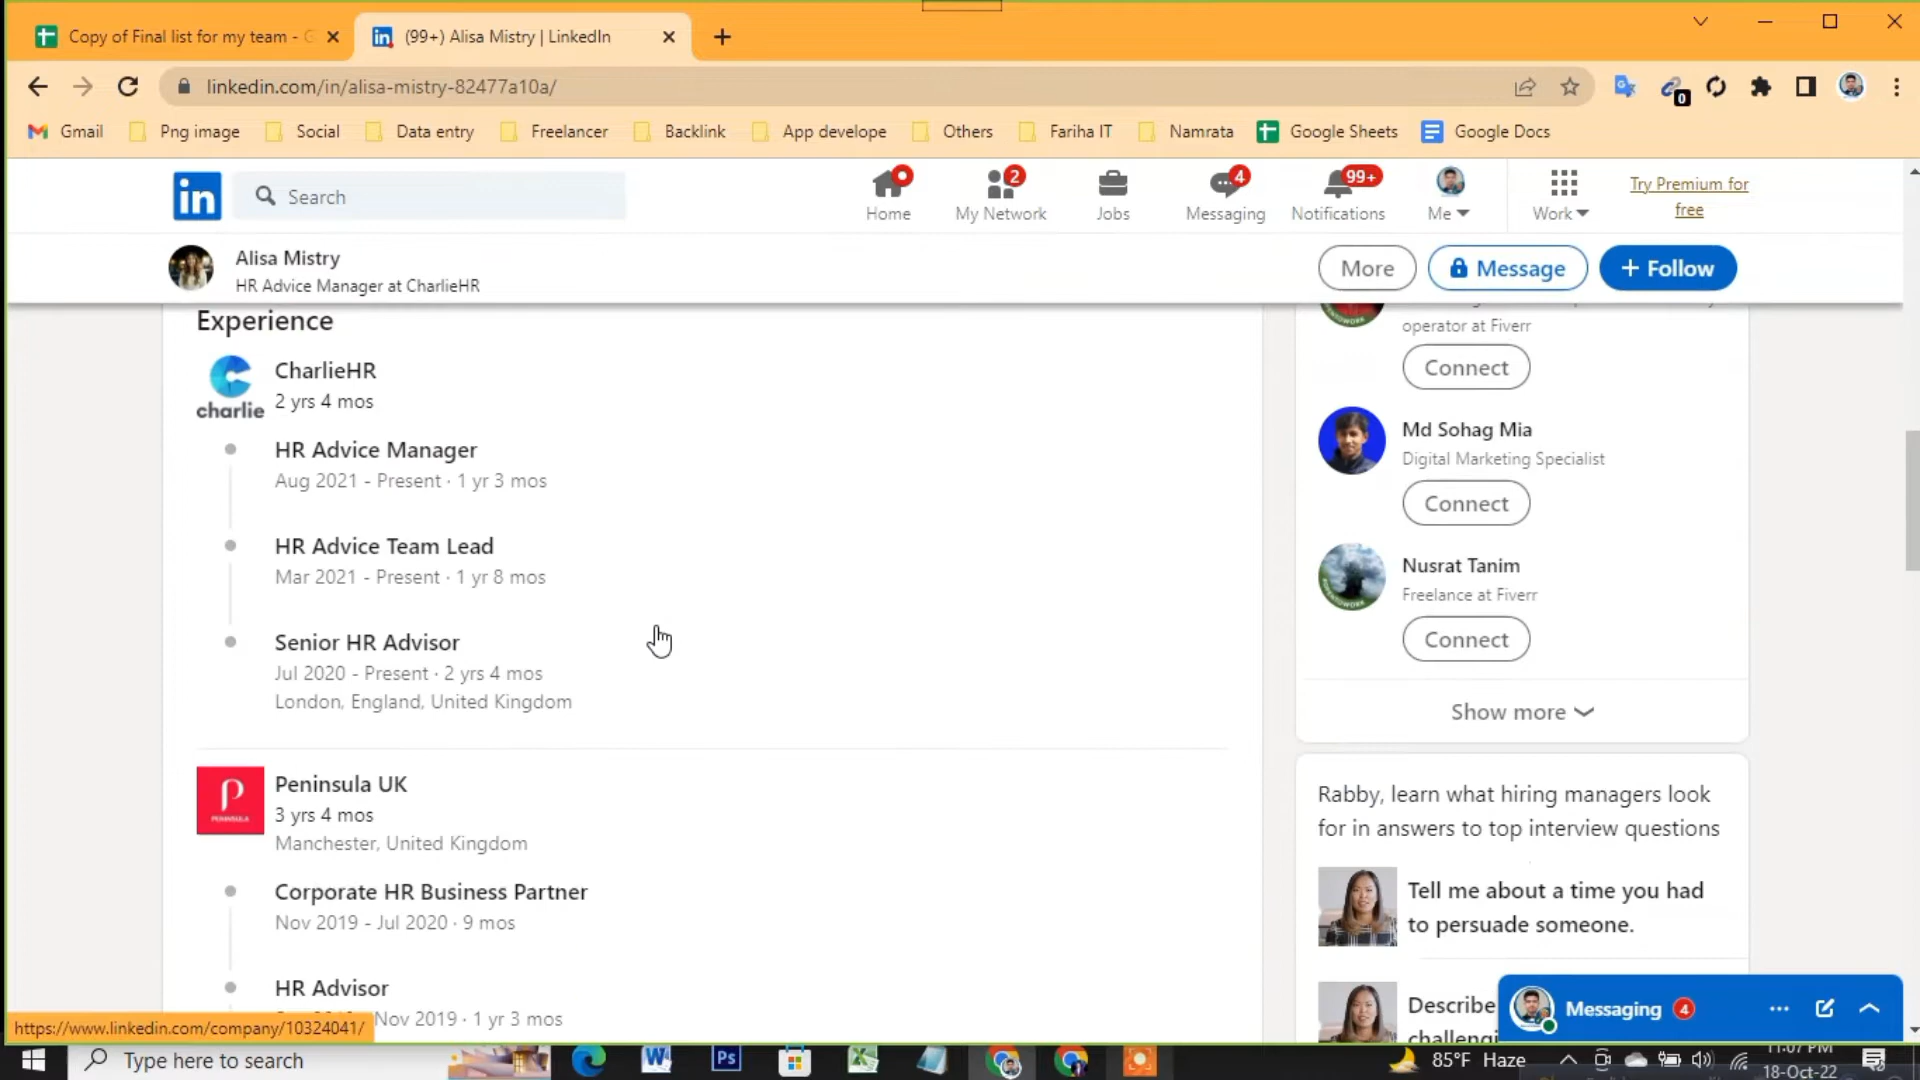 Copy of Final list for my team - G
(99+) Alisa Mistry | LinkedIn
linkedin.com/in/alisa-mistry-82477a10a/
0
Gmail
Png image
Social
Data entry
Freelancer
Backlink
App develope
Others
Fariha IT
Namrata
Google Sheets
Google Docs
in
Search
Home
2
My Network
Jobs
4
Messaging
99+
Notifications
Me
Work
Try Premium for
free
Alisa Mistry
HR Advice Manager at CharlieHR
More
Message
+ Follow
Experience
charlie
CharlieHR
2 yrs 4 mos
HR Advice Manager
Aug 2021 - Present · 1 yr 3 mos
HR Advice Team Lead
Mar 2021 - Present · 1 yr 8 mos
Senior HR Advisor
Jul 2020 - Present · 2 yrs 4 mos
London, England, United Kingdom
PENINSULA
Peninsula UK
3 yrs 4 mos
Manchester, United Kingdom
Corporate HR Business Partner
Nov 2019 - Jul 2020 · 9 mos
HR Advisor
Nov 2019 · 1 yr 3 mos
operator at Fiverr
Connect
Md Sohag Mia
Digital Marketing Specialist
Connect
Nusrat Tanim
Freelance at Fiverr
Connect
Show more
Rabby, learn what hiring managers look
for in answers to top interview questions
Tell me about a time you had
to persuade someone.
Describe
Messaging
4
https://www.linkedin.com/company/10324041/
Type here to search
85°F Haze
11:07 PM
18-Oct-22